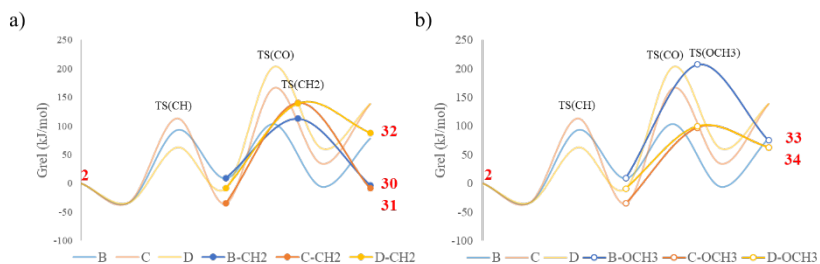 a)
250
200
150
100
50
0
-50
-100
Grel (kJ/mol)
2
TS(CH)
TS(CO)
TS(CH2)
32
30
31
B C D B-CH2 C-CH2 D-CH2
b)
250
200
150
100
50
0
-50
-100
Grel (kJ/mol)
2
TS(CH)
TS(CO)
TS(OCH3)
33
34
B C D B-OCH3 C-OCH3 D-OCH3